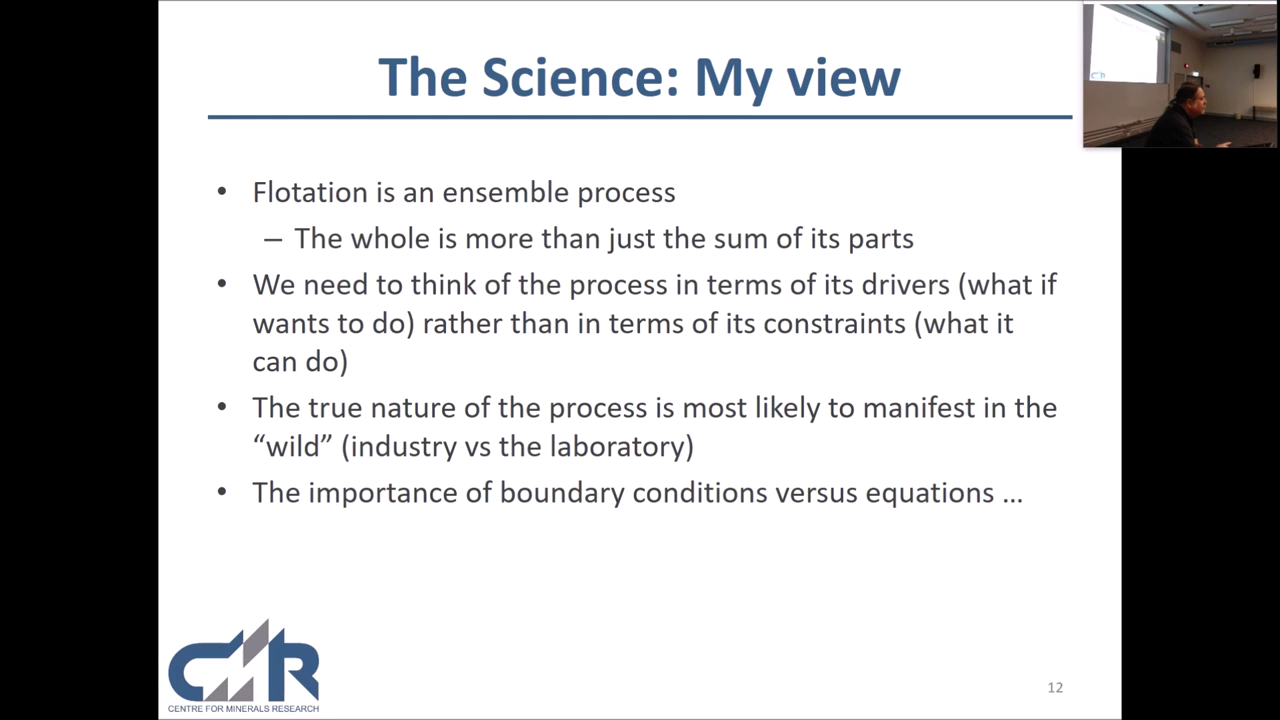 The Science: My view
• Flotation is an ensemble process
– The whole is more than just the sum of its parts
• We need to think of the process in terms of its drivers (what if
wants to do) rather than in terms of its constraints (what it
can do)
• The true nature of the process is most likely to manifest in the
“wild” (industry vs the laboratory)
• The importance of boundary conditions versus equations ...
CMR
CENTRE FOR MINERALS RESEARCH
12